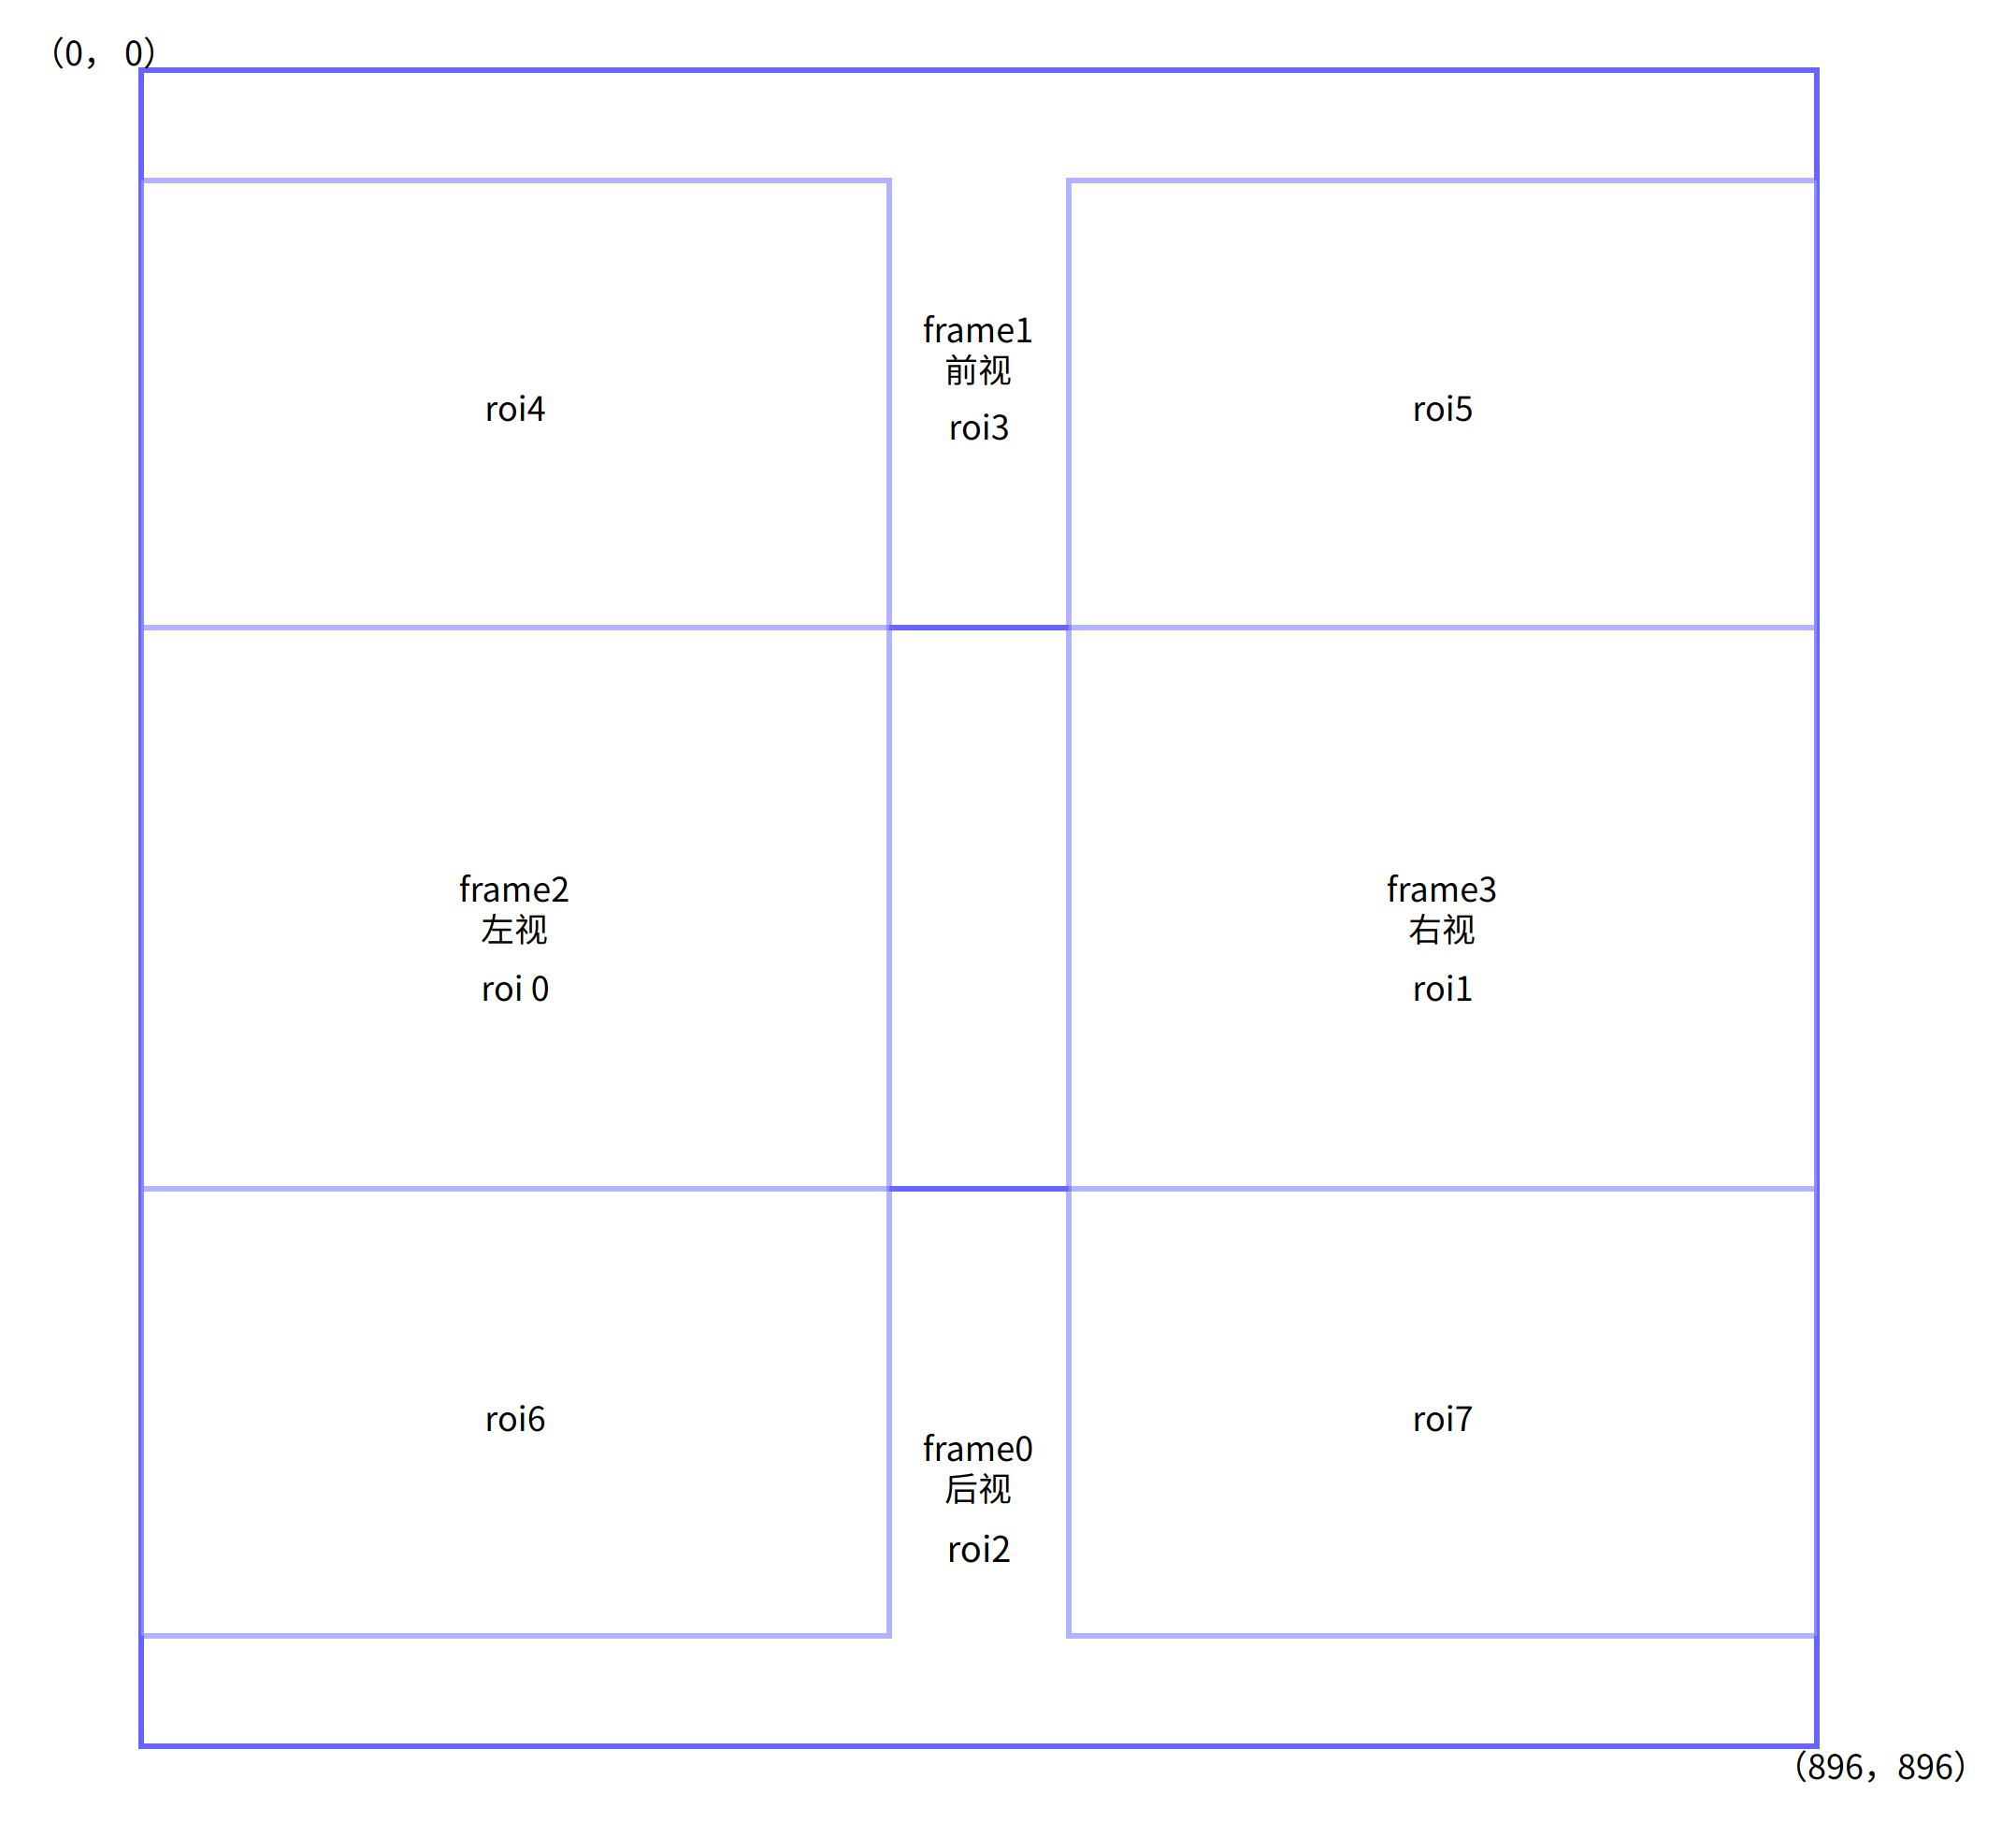 （0， 0）
frame1
前视
roi3
roi4
roi5
frame2
左视
roi 0
frame3
右视
roi1
roi6
roi7
frame0
后视
roi2
（896，896）